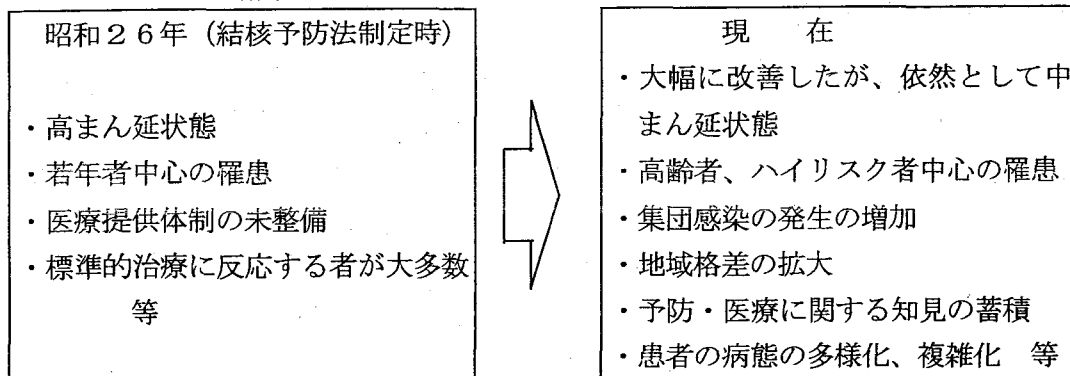 昭和２６年（結核予防法制定時）
・高まん延状態
・若年者中心の罹患
・医療提供体制の未整備
・標準的治療に反応する者が大多数
等
現　在
・大幅に改善したが、依然として中
まん延状態
・高齢者、ハイリスク者中心の罹患
・集団感染の発生の増加
・地域格差の拡大
・予防・医療に関する知見の蓄積
・患者の病態の多様化、複雑化　等